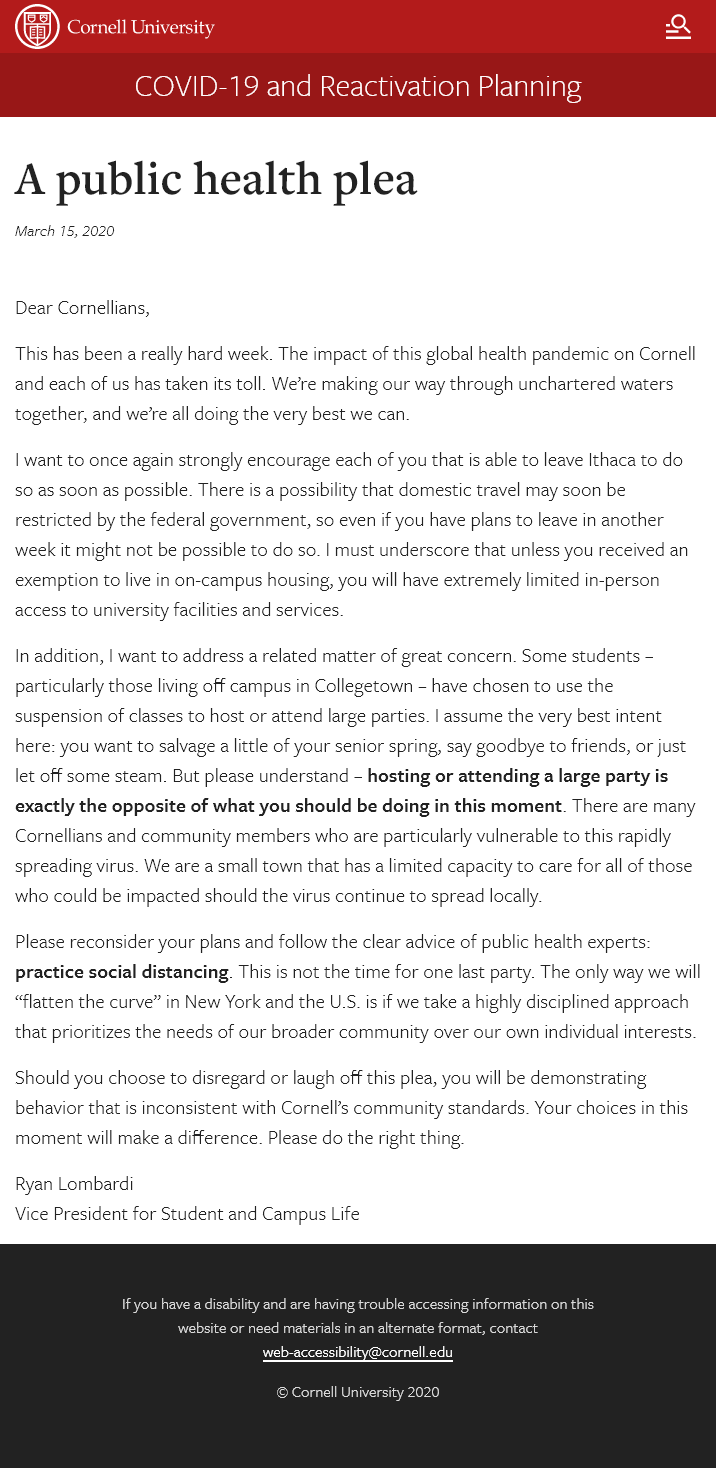 Cornell University
COVID-19 and Reactivation Planning
A public health plea
March 15, 2020
Dear Cornellians,
This has been a really hard week. The impact of this global health pandemic on Cornell
and each of us has taken its toll. We’re making our way through unchartered waters
together, and we’re all doing the very best we can.
I want to once again strongly encourage each of you that is able to leave Ithaca to do
so as soon as possible. There is a possibility that domestic travel may soon be
restricted by the federal government, so even if you have plans to leave in another
week it might not be possible to do so. I must underscore that unless you received an
exemption to live in on-campus housing, you will have extremely limited in-person
access to university facilities and services.
In addition, I want to address a related matter of great concern. Some students –
particularly those living off campus in Collegetown – have chosen to use the
suspension of classes to host or attend large parties. I assume the very best intent
here: you want to salvage a little of your senior spring, say goodbye to friends, or just
let off some steam. But please understand – hosting or attending a large party is
exactly the opposite of what you should be doing in this moment. There are many
Cornellians and community members who are particularly vulnerable to this rapidly
spreading virus. We are a small town that has a limited capacity to care for all of those
who could be impacted should the virus continue to spread locally.
Please reconsider your plans and follow the clear advice of public health experts:
practice social distancing. This is not the time for one last party. The only way we will
“flatten the curve” in New York and the U.S. is if we take a highly disciplined approach
that prioritizes the needs of our broader community over our own individual interests.
Should you choose to disregard or laugh off this plea, you will be demonstrating
behavior that is inconsistent with Cornell’s community standards. Your choices in this
moment will make a difference. Please do the right thing.
Ryan Lombardi
Vice President for Student and Campus Life
If you have a disability and are having trouble accessing information on this
website or need materials in an alternate format, contact
web-accessibility@cornell.edu
© Cornell University 2020